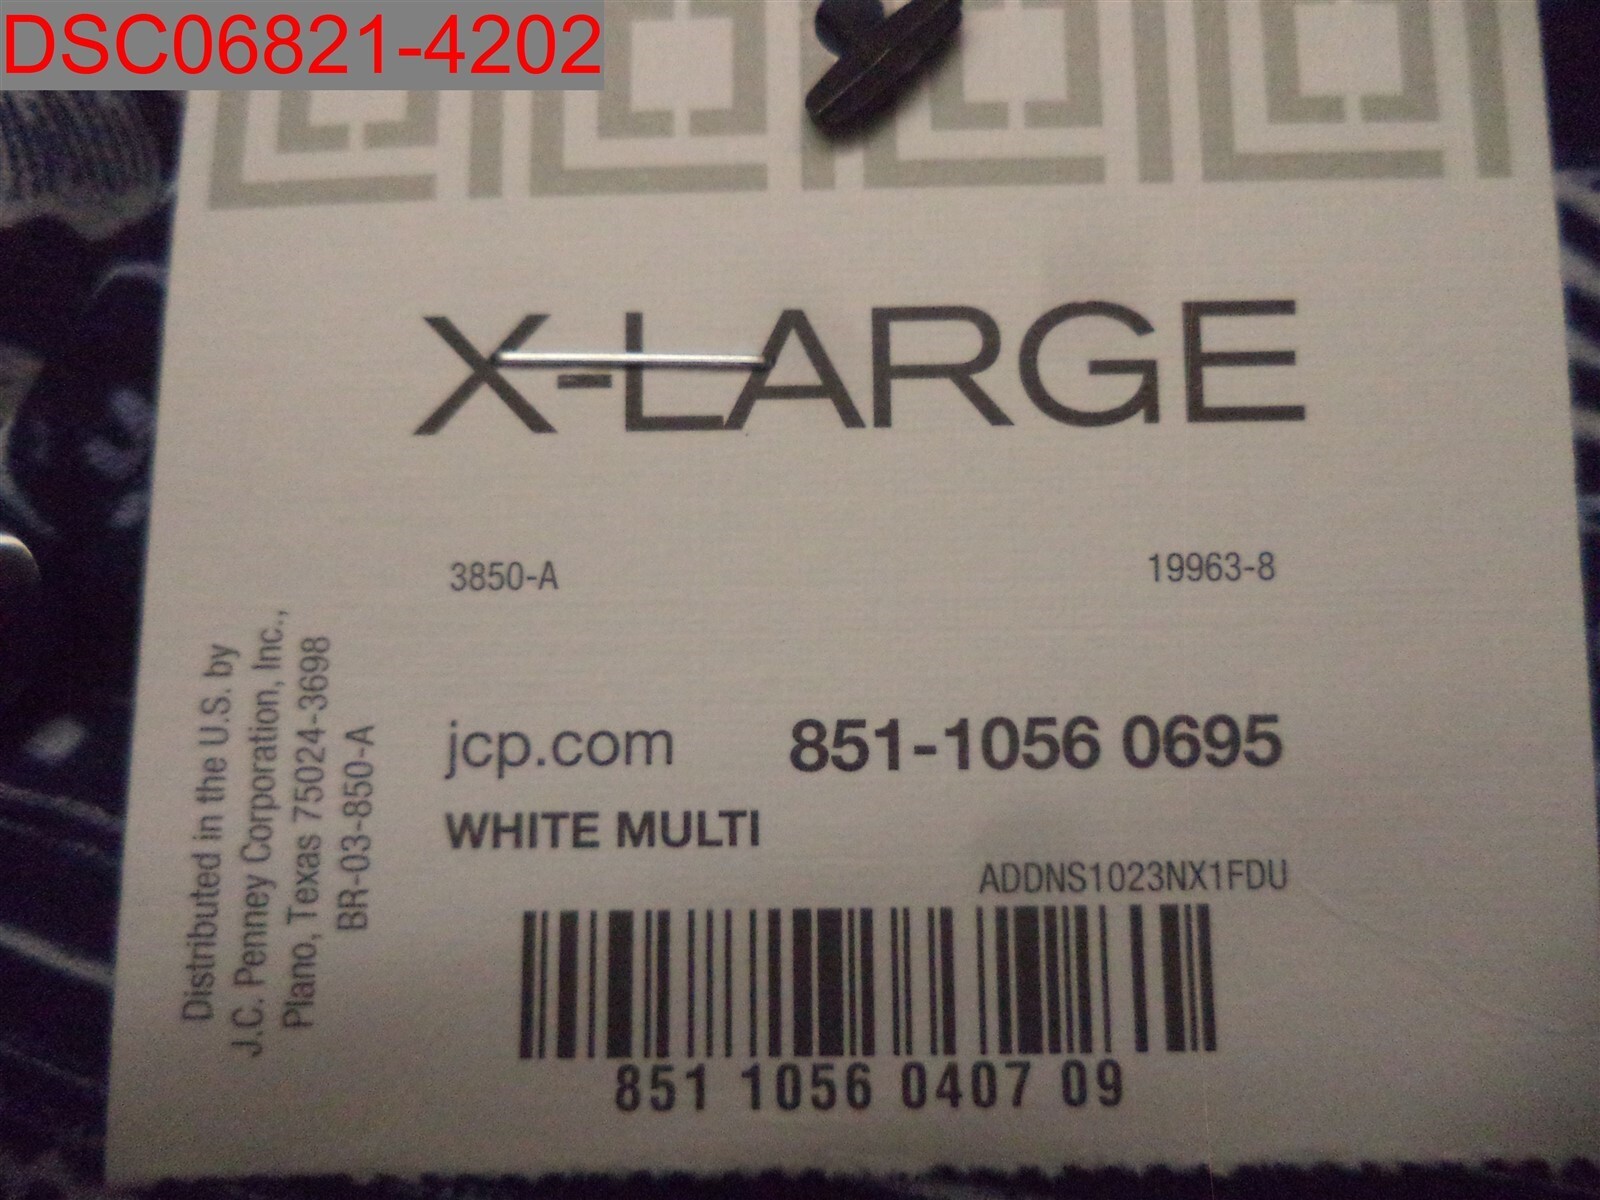 DSC06821-4202
X-LARGE
3850-A
19963-8
Distributed in the U.S. by
J.C. Penney Corporation, Inc.,
Plano, Texas 75024-3698
BR-03-850-A
jcp.com
851-1056 0695
WHITE MULTI
ADDNS1023NX1FDU
851 1056 0407 09